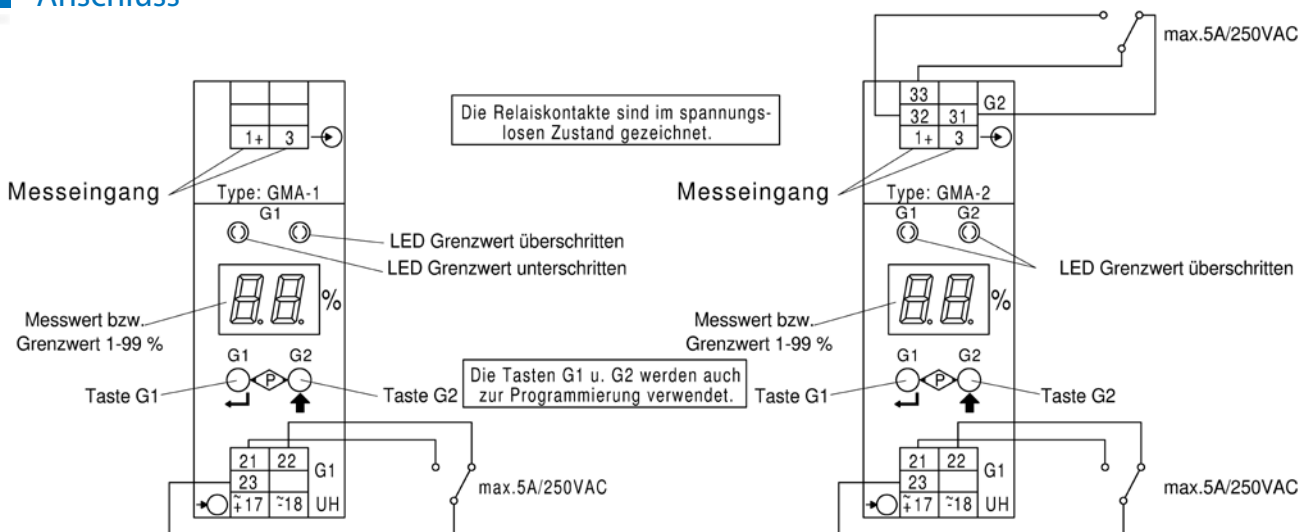 Anschluss
max.5A/250VAC
33
G2
32 31
1+ 3
1+ 3
Die Relaiskontakte sind im spannungs-
losen Zustand gezeichnet.
Messeingang
Type: GMA-1
G1
LED Grenzwert überschritten
LED Grenzwert unterschritten
88 %
Messwert bzw.
Grenzwert 1-99 %
G1 G2
P
Taste G1
Taste G2
Die Tasten G1 u. G2 werden auch
zur Programmierung verwendet.
21 22
G1
23
~+17 ~-18 UH
max.5A/250VAC
Messeingang
Type: GMA-2
G1 G2
LED Grenzwert überschritten
8.8. %
Messwert bzw.
Grenzwert 1-99 %
G1 G2
P
Taste G1
Taste G2
21 22
G1
23
~+17 ~-18 UH
max.5A/250VAC